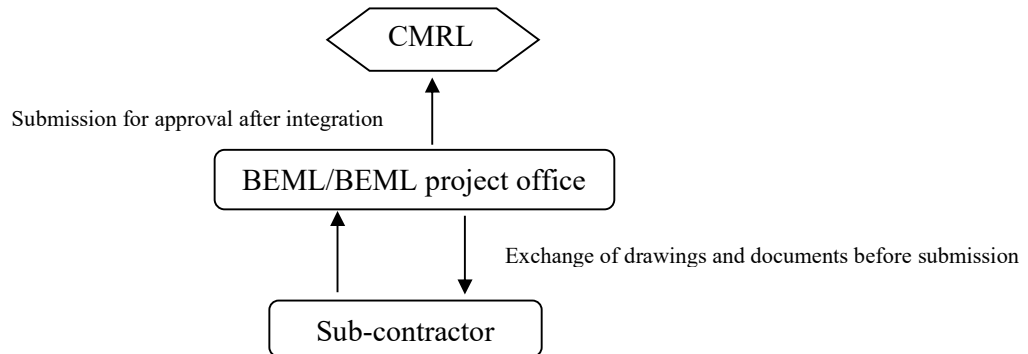 CMRL
Submission for approval after integration
BEML/BEML project office
Exchange of drawings and documents before submission
Sub-contractor